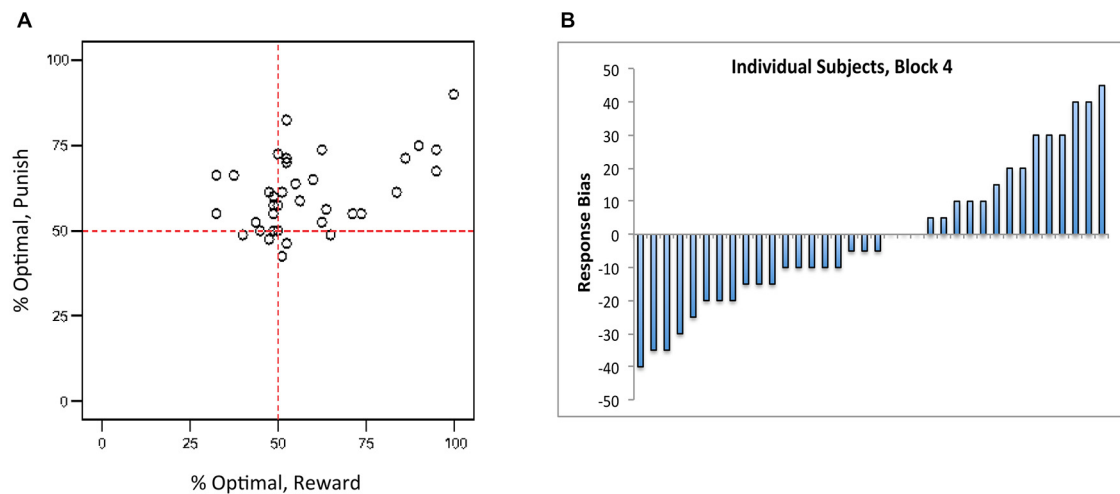 A
% Optimal, Punish
100
75
50
25
0
0 25 50 75 100
% Optimal, Reward
B
Individual Subjects, Block 4
Response Bias
50
40
30
20
10
0
-10
-20
-30
-40
-50